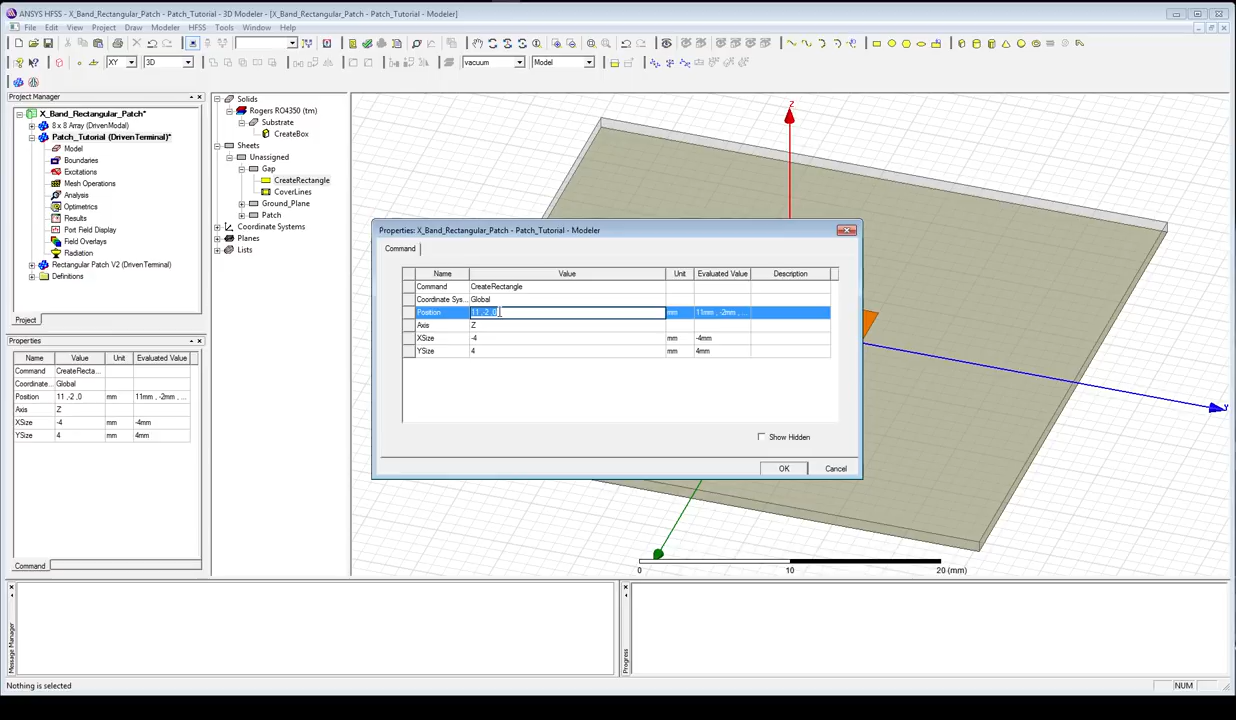 ANSYS HFSS - X_Band_Rectangular_Patch - Patch_Tutorial - 3D Modeler - [X_Band_Rectangular_Patch - Patch_Tutorial - Modeler]
File Edit View Project Draw Modeler HFSS Tools Window Help
XY 3D vacuum Model
Project Manager
X_Band_Rectangular_Patch*
8 x 8 Array (DrivenModal)
Patch_Tutorial (DrivenTerminal)*
Model
Boundaries
Excitations
Mesh Operations
Analysis
Optimetrics
Results
Port Field Display
Field Overlays
Radiation
Rectangular Patch V2 (DrivenTerminal)
Definitions
Project
Properties
Name Value Unit Evaluated Value
Command CreateRecta...
Coordinate... Global
Position 11 ,-2 ,0 mm 11mm , -2mm , ...
Axis Z
XSize -4 mm -4mm
YSize 4 mm 4mm
Command
Solids
Rogers RO4350 (tm)
Substrate
CreateBox
Sheets
Unassigned
Gap
CreateRectangle
CoverLines
Ground_Plane
Patch
Coordinate Systems
Planes
Lists
Z
Y
Properties: X_Band_Rectangular_Patch - Patch_Tutorial - Modeler
Command
Name Value Unit Evaluated Value Description
Command CreateRectangle
Coordinate Sys... Global
Position 11 ,-2 ,0 mm 11mm , -2mm , ...
Axis Z
XSize -4 mm -4mm
YSize 4 mm 4mm
Show Hidden
OK Cancel
0 10 20 (mm)
Message Manager
Progress
Nothing is selected
NUM